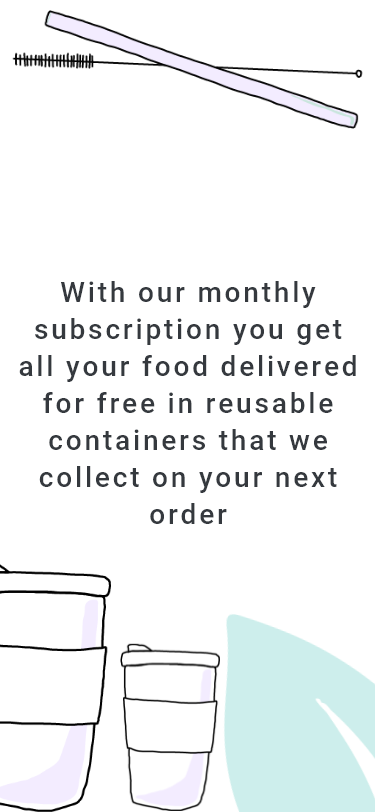 With our monthly
subscription you get
all your food delivered
for free in reusable
containers that we
collect on your next
order